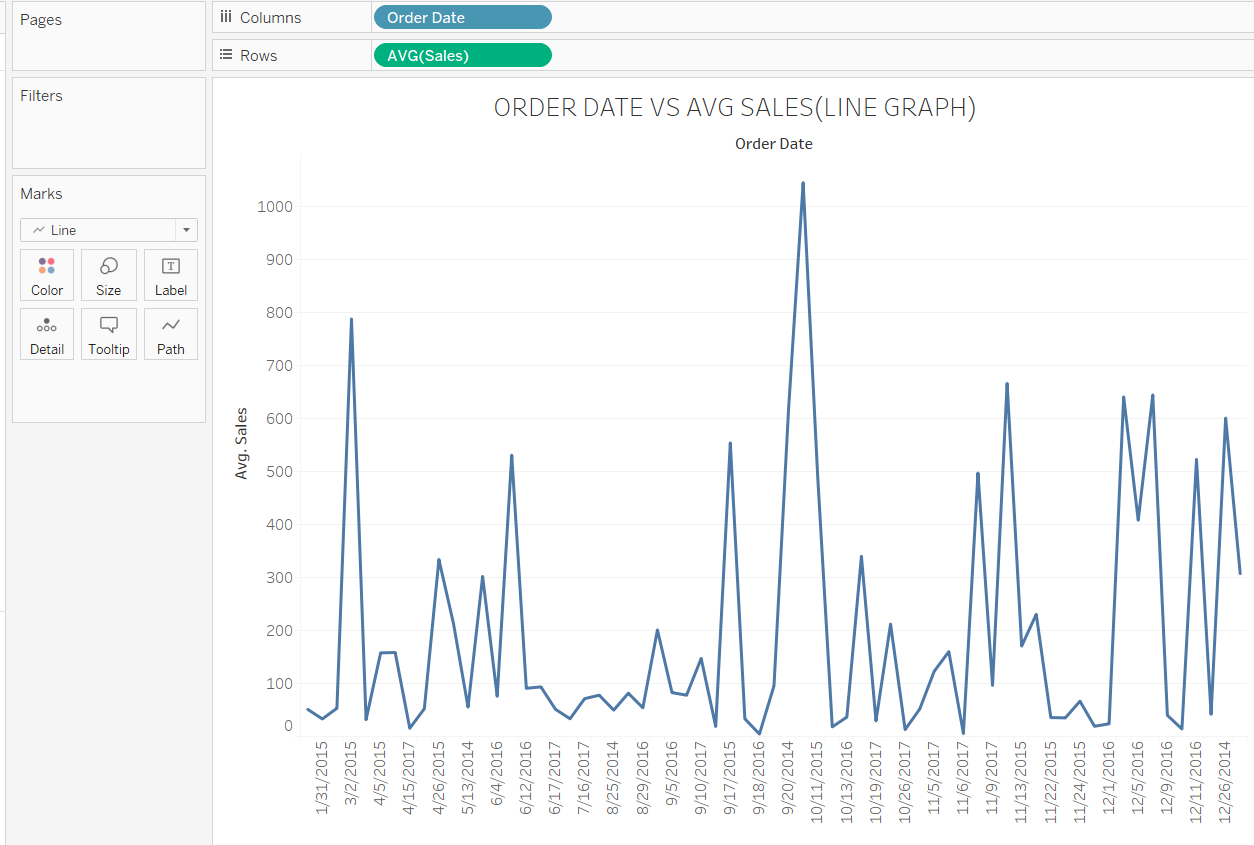 Pages
Columns
Order Date
Rows
AVG(Sales)
Filters
Marks
Line
Color
Size
Label
T
Detail
Tooltip
Path
ORDER DATE VS AVG SALES(LINE GRAPH)
Order Date
Avg. Sales
1000
900
800
700
600
500
400
300
200
100
0
1/31/2015
3/2/2015
4/5/2015
4/15/2017
4/26/2015
5/13/2014
6/4/2016
6/12/2016
6/17/2017
7/16/2017
8/25/2014
8/29/2016
9/5/2016
9/10/2017
9/17/2015
9/18/2016
9/20/2014
10/11/2015
10/13/2016
10/19/2017
10/26/2017
11/5/2017
11/6/2017
11/9/2017
11/13/2015
11/22/2015
11/24/2015
12/1/2016
12/5/2016
12/9/2016
12/11/2016
12/26/2014